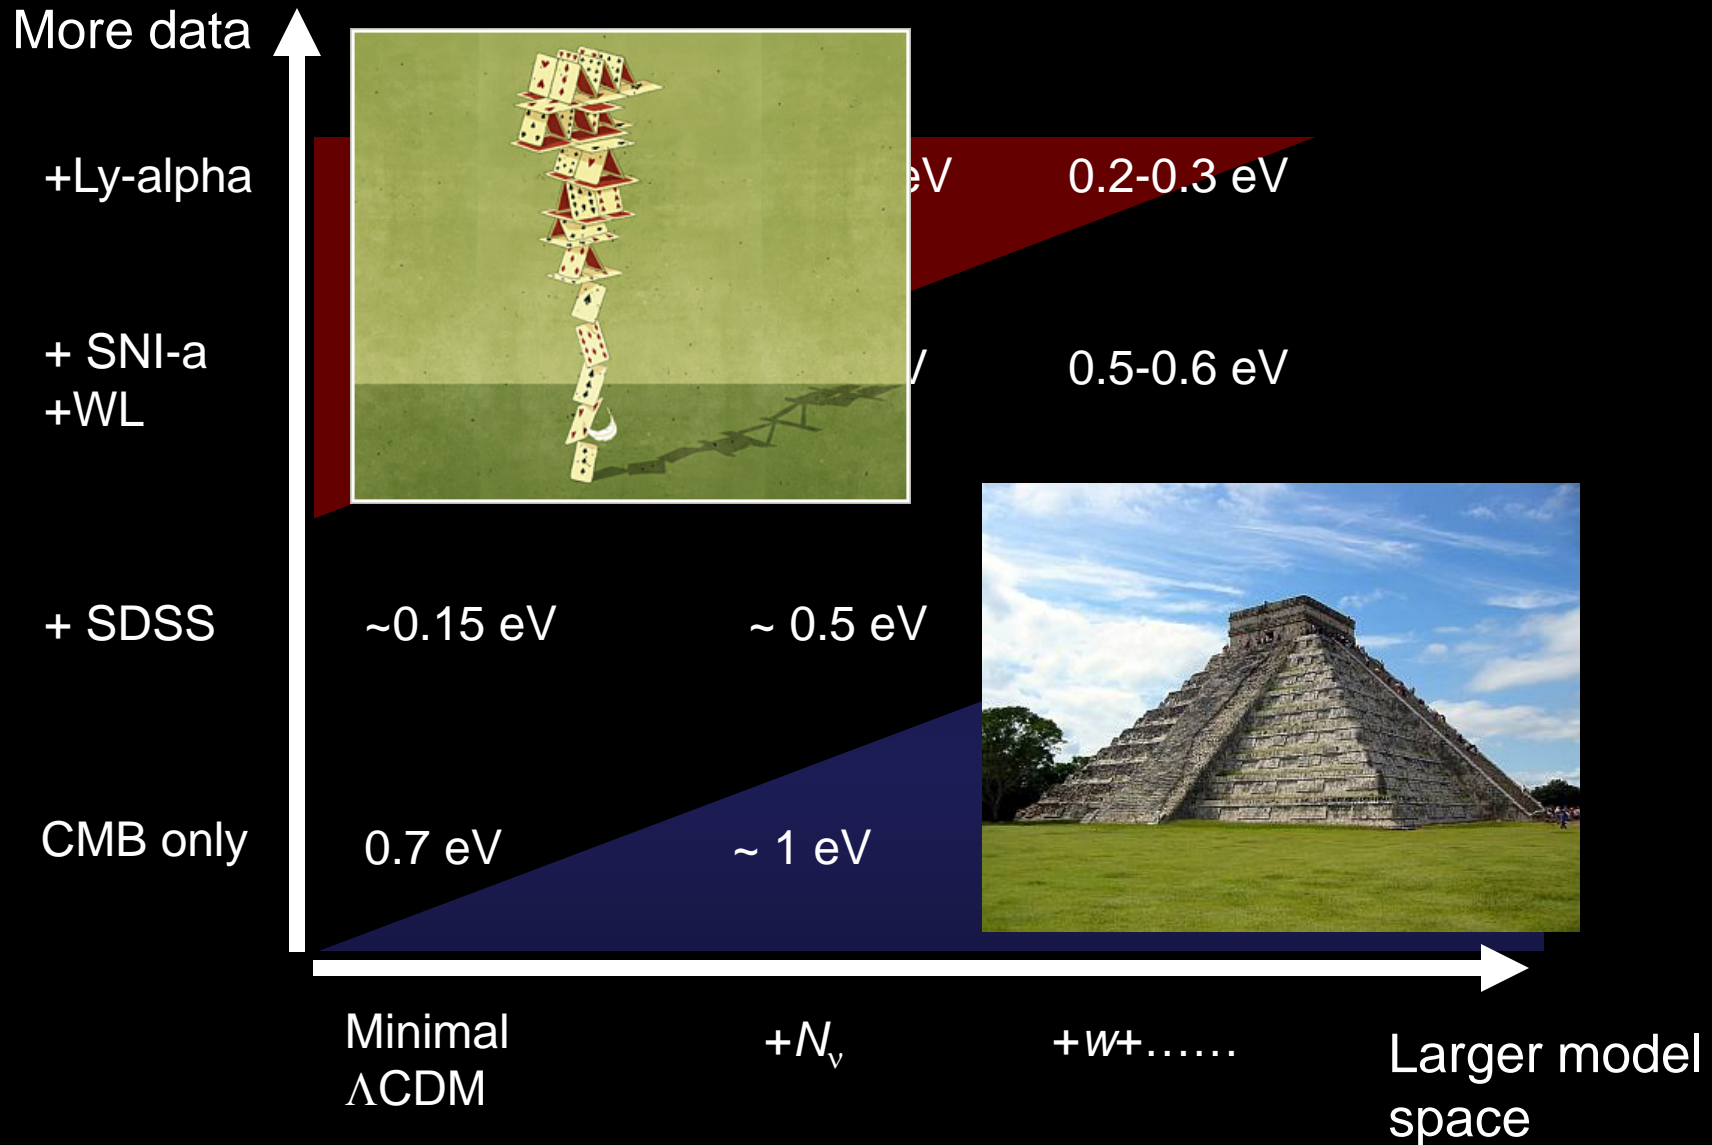 More data
+Ly-alpha
eV
0.2-0.3 eV
+ SNI-a
+WL
0.5-0.6 eV
+ SDSS
~0.15 eV
~ 0.5 eV
CMB only
0.7 eV
~ 1 eV
Minimal
ΛCDM
+Nν
+w+......
Larger model
space